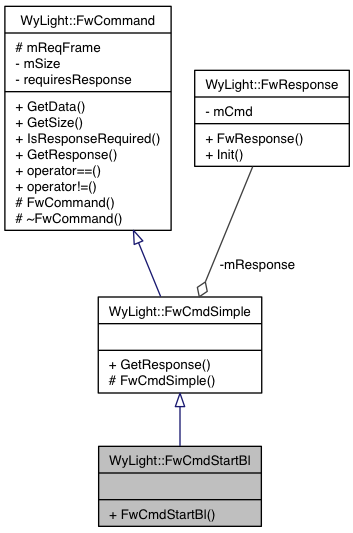 WyLight::FwCommand
# mReqFrame
- mSize
- requiresResponse
+ GetData()
+ GetSize()
+ IsResponseRequired()
+ GetResponse()
+ operator==()
+ operator!=()
# FwCommand()
# ~FwCommand()
WyLight::FwResponse
- mCmd
+ FwResponse()
+ Init()
-mResponse
WyLight::FwCmdSimple
+ GetResponse()
# FwCmdSimple()
WyLight::FwCmdStartBl
+ FwCmdStartBl()